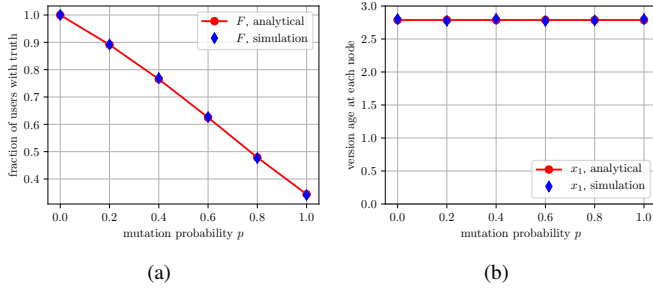 1.0
0.9
0.8
0.7
0.6
0.5
0.4
fraction of users with truth
F, analytical
F, simulation
0.0 0.2 0.4 0.6 0.8 1.0
mutation probability p
(a)
3.0
2.5
2.0
1.5
1.0
0.5
0.0
version age at each node
x₁, analytical
x₁, simulation
0.0 0.2 0.4 0.6 0.8 1.0
mutation probability p
(b)